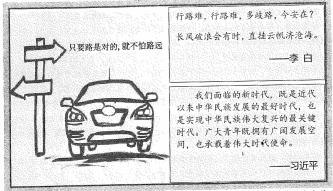 只要路是对的，就不怕路远
行路难，行路难，多歧路，今安在？
长风破浪会有时，直挂云帆济沧海。
——李 白
我们面临的新时代，既是近代
以来中华民族发展的最好时代，也
是实现中华民族伟大复兴的最关键
时代。广大青年既拥有广阔发展空
间，也承载着伟大时代使命。
——习近平